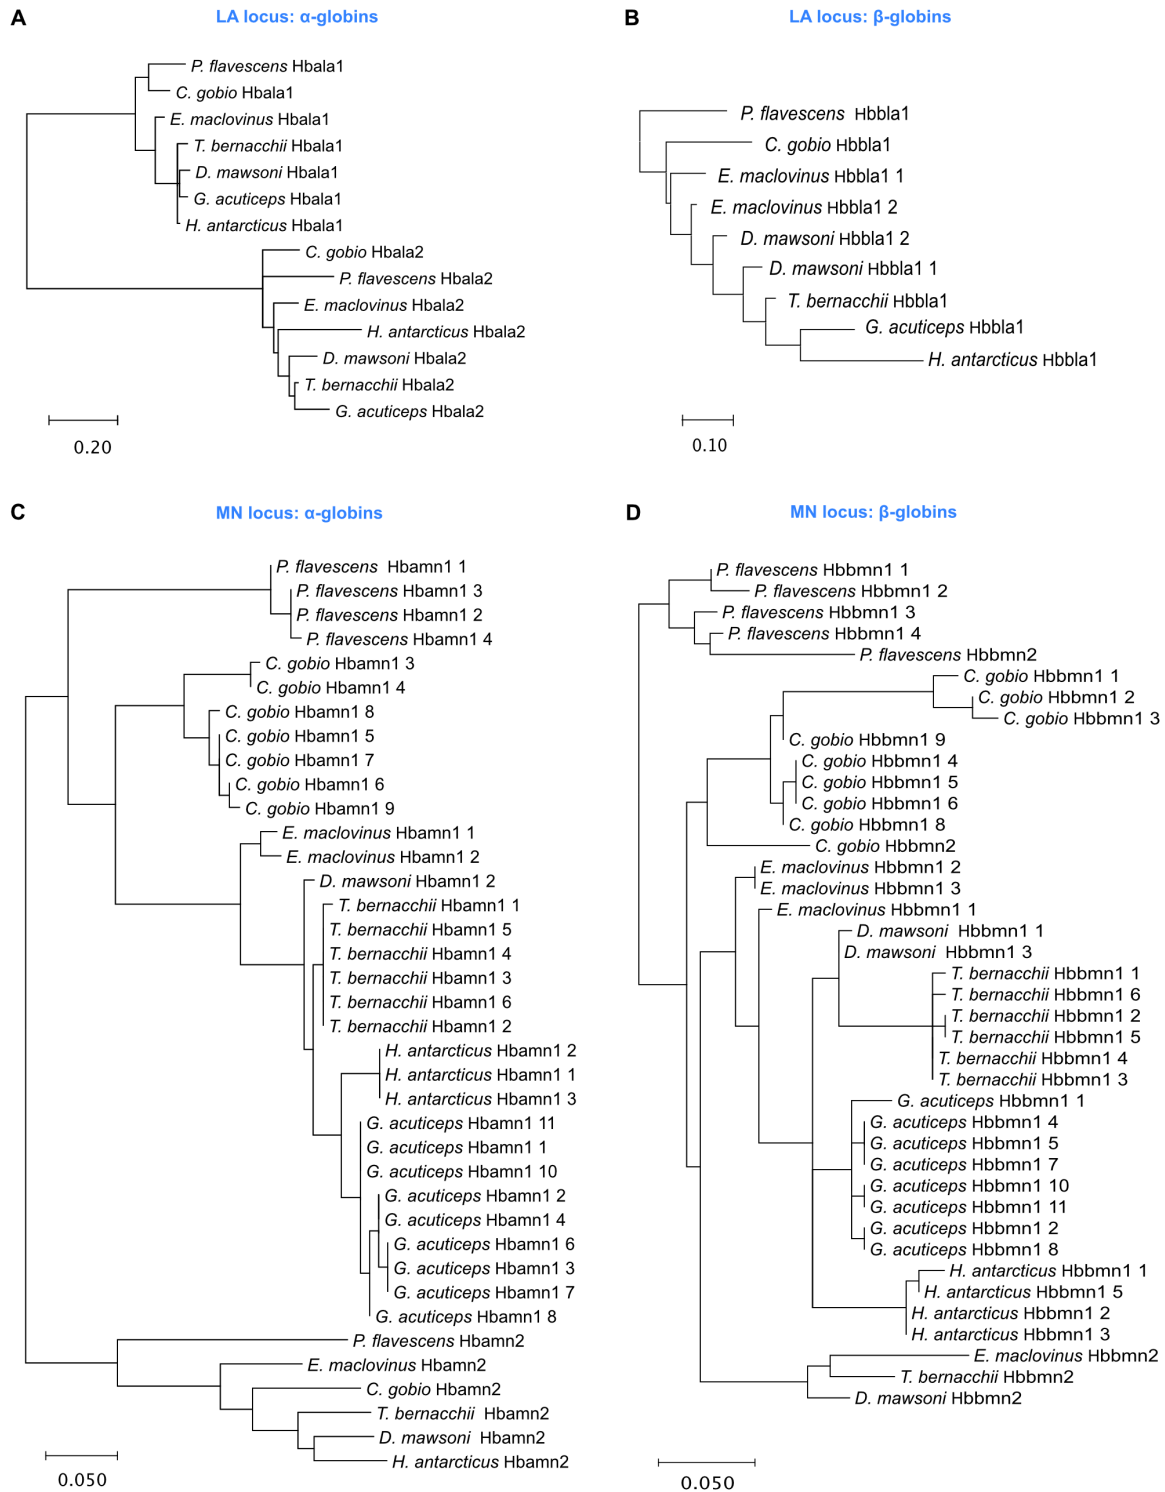 A
LA locus: α-globins
P. flavescens Hbala1
C. gobio Hbala1
E. maclovinus Hbala1
T. bernacchii Hbala1
D. mawsoni Hbala1
G. acuticeps Hbala1
H. antarcticus Hbala1
C. gobio Hbala2
P. flavescens Hbala2
E. maclovinus Hbala2
H. antarcticus Hbala2
D. mawsoni Hbala2
T. bernacchii Hbala2
G. acuticeps Hbala2
0.20
B
LA locus: β-globins
P. flavescens Hbbla1
C. gobio Hbbla1
E. maclovinus Hbbla1 1
E. maclovinus Hbbla1 2
D. mawsoni Hbbla1 2
D. mawsoni Hbbla1 1
T. bernacchii Hbbla1
G. acuticeps Hbbla1
H. antarcticus Hbbla1
0.10
C
MN locus: α-globins
P. flavescens Hbamn1 1
P. flavescens Hbamn1 3
P. flavescens Hbamn1 2
P. flavescens Hbamn1 4
C. gobio Hbamn1 3
C. gobio Hbamn1 4
C. gobio Hbamn1 8
C. gobio Hbamn1 5
C. gobio Hbamn1 7
C. gobio Hbamn1 6
C. gobio Hbamn1 9
E. maclovinus Hbamn1 1
E. maclovinus Hbamn1 2
D. mawsoni Hbamn1 2
T. bernacchii Hbamn1 1
T. bernacchii Hbamn1 5
T. bernacchii Hbamn1 4
T. bernacchii Hbamn1 3
T. bernacchii Hbamn1 6
T. bernacchii Hbamn1 2
H. antarcticus Hbamn1 2
H. antarcticus Hbamn1 1
H. antarcticus Hbamn1 3
G. acuticeps Hbamn1 11
G. acuticeps Hbamn1 1
G. acuticeps Hbamn1 10
G. acuticeps Hbamn1 2
G. acuticeps Hbamn1 4
G. acuticeps Hbamn1 6
G. acuticeps Hbamn1 3
G. acuticeps Hbamn1 7
G. acuticeps Hbamn1 8
P. flavescens Hbamn2
E. maclovinus Hbamn2
C. gobio Hbamn2
T. bernacchii Hbamn2
D. mawsoni Hbamn2
H. antarcticus Hbamn2
0.050
D
MN locus: β-globins
P. flavescens Hbbmn1 1
P. flavescens Hbbmn1 2
P. flavescens Hbbmn1 3
P. flavescens Hbbmn1 4
P. flavescens Hbbmn2
C. gobio Hbbmn1 1
C. gobio Hbbmn1 2
C. gobio Hbbmn1 3
C. gobio Hbbmn1 9
C. gobio Hbbmn1 4
C. gobio Hbbmn1 5
C. gobio Hbbmn1 6
C. gobio Hbbmn1 8
C. gobio Hbbmn2
E. maclovinus Hbbmn1 2
E. maclovinus Hbbmn1 3
E. maclovinus Hbbmn1 1
D. mawsoni Hbbmn1 1
D. mawsoni Hbbmn1 3
T. bernacchii Hbbmn1 1
T. bernacchii Hbbmn1 6
T. bernacchii Hbbmn1 2
T. bernacchii Hbbmn1 5
T. bernacchii Hbbmn1 4
T. bernacchii Hbbmn1 3
G. acuticeps Hbbmn1 1
G. acuticeps Hbbmn1 4
G. acuticeps Hbbmn1 5
G. acuticeps Hbbmn1 7
G. acuticeps Hbbmn1 10
G. acuticeps Hbbmn1 11
G. acuticeps Hbbmn1 2
G. acuticeps Hbbmn1 8
H. antarcticus Hbbmn1 1
H. antarcticus Hbbmn1 5
H. antarcticus Hbbmn1 2
H. antarcticus Hbbmn1 3
E. maclovinus Hbbmn2
T. bernacchii Hbbmn2
D. mawsoni Hbbmn2
0.050